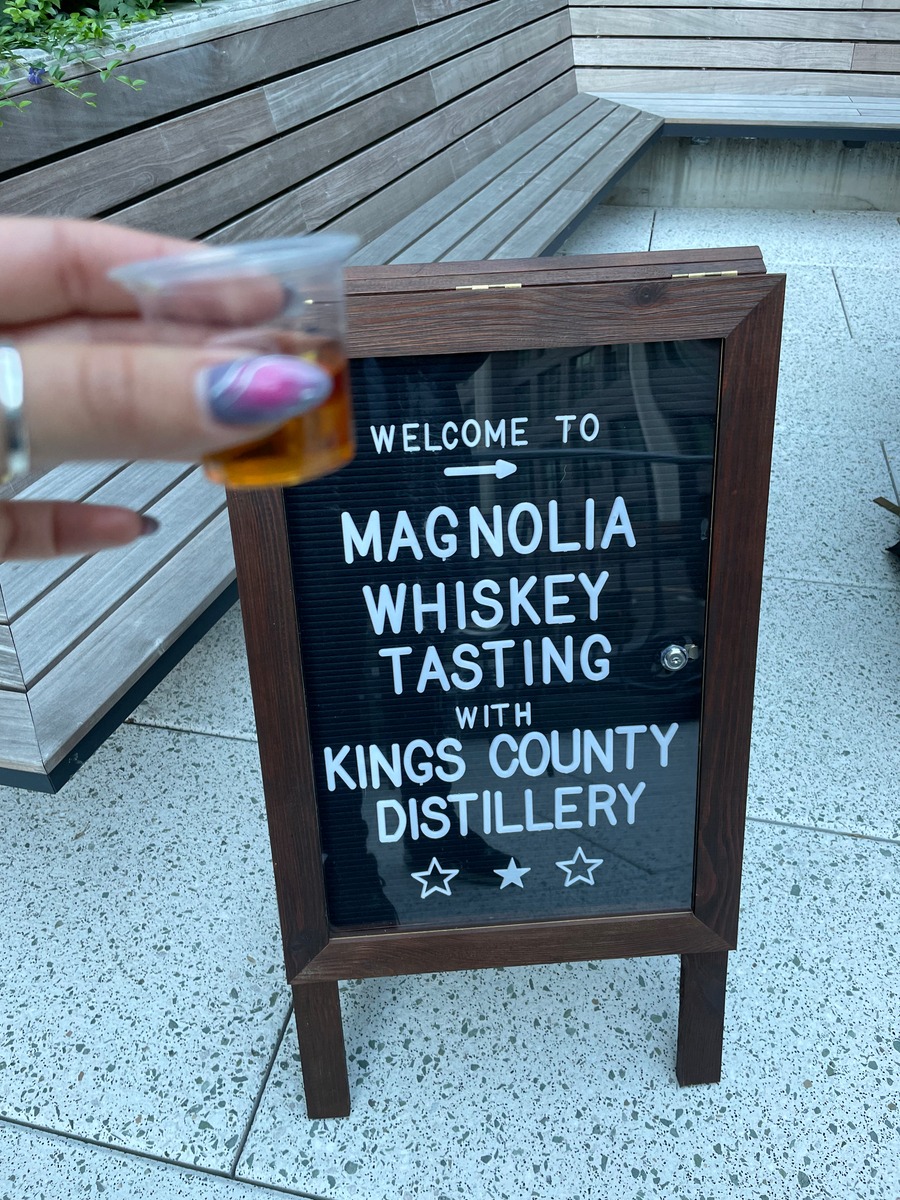 WELCOME TO
MAGNOLIA
WHISKEY
TASTING
WITH
KINGS COUNTY
DISTILLERY